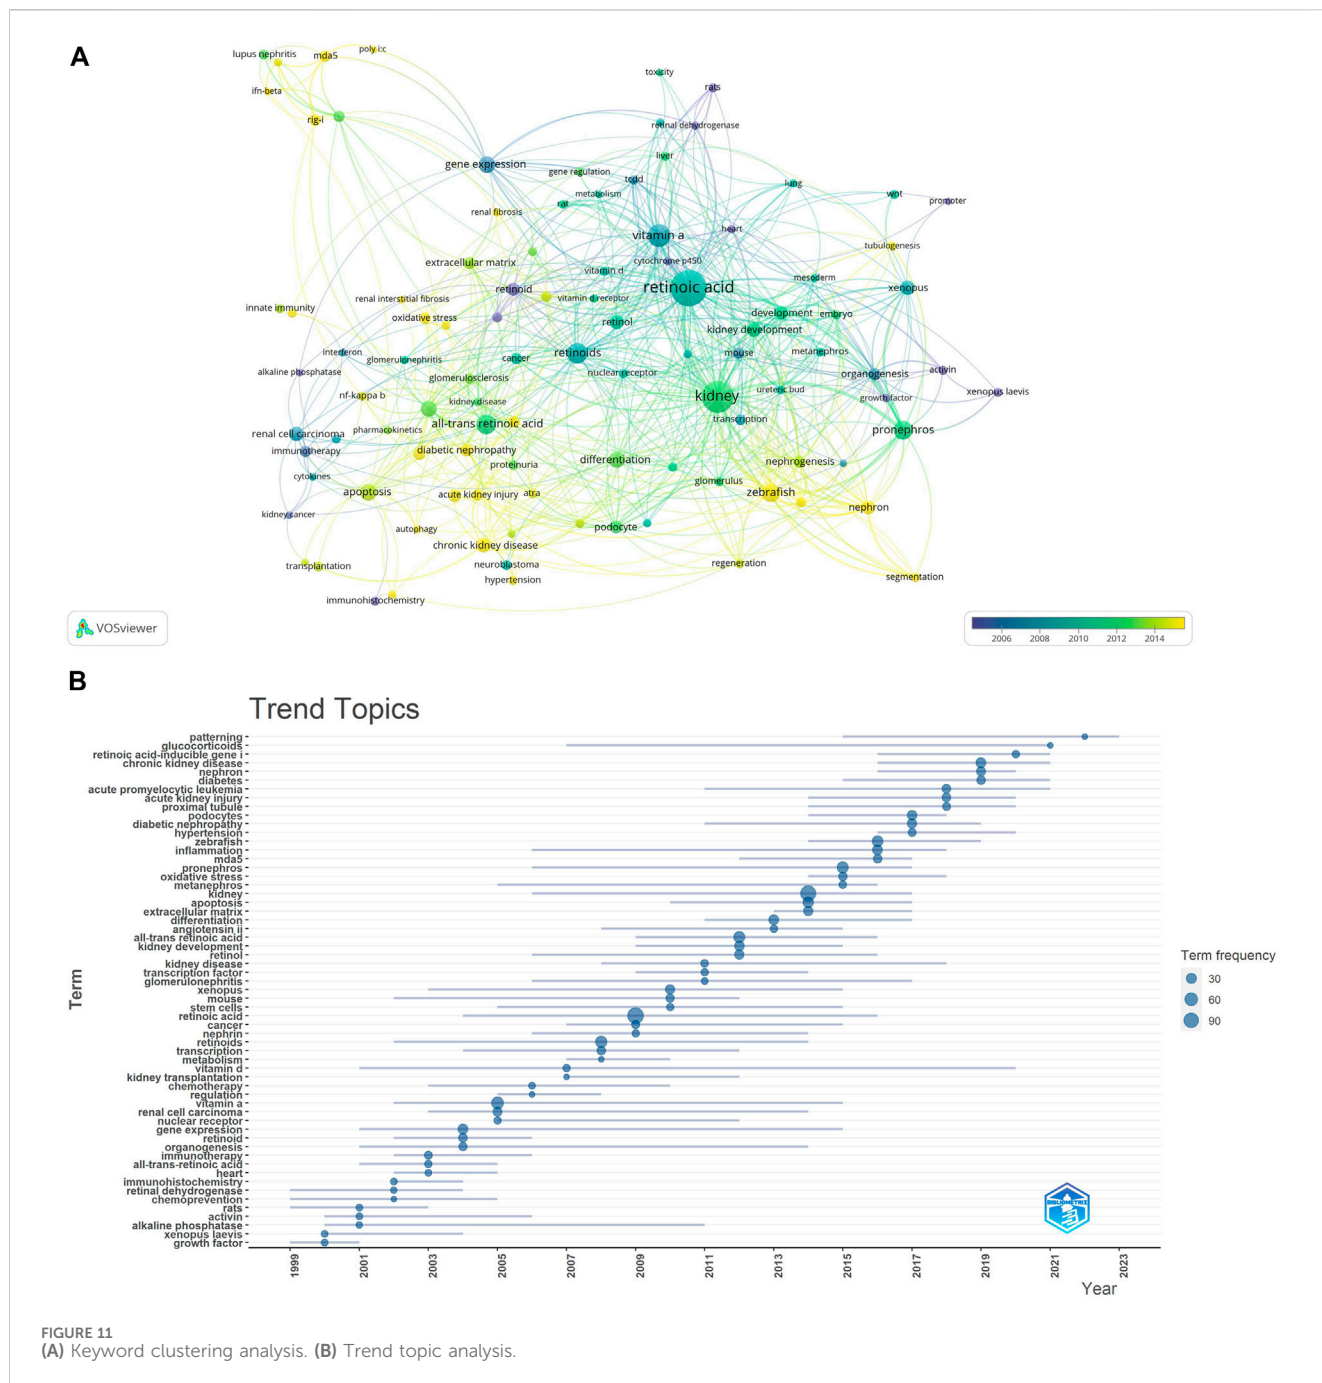 A
lupus nephritis
mda5
poly i:c
ifn-beta
rig-i
toxicity
rats
retinal dehydrogenase
gene expression
liver
gene regulation
tcdd
metabolism
rat
lung
wnt
promoter
renal fibrosis
vitamin a
heart
tubulogenesis
extracellular matrix
cytochrome p450
vitamin d
mesoderm
retinoic acid
xenopus
retinoid
renal interstitial fibrosis
vitamin d receptor
innate immunity
oxidative stress
retinol
development
embryo
kidney development
interferon
glomerulonephritis
cancer
retinoids
mouse
metanephros
alkaline phosphatase
glomerulosclerosis
nuclear receptor
organogenesis
activin
nf-kappa b
kidney disease
kidney
ureteric bud
growth factor
xenopus laevis
renal cell carcinoma
pharmacokinetics
all-trans retinoic acid
transcription
pronephros
immunotherapy
diabetic nephropathy
proteinuria
differentiation
nephrogenesis
cytokines
apoptosis
acute kidney injury
atra
glomerulus
zebrafish
nephron
kidney cancer
autophagy
podocyte
chronic kidney disease
transplantation
neuroblastoma
hypertension
regeneration
segmentation
immunohistochemistry
VOSviewer
2006 2008 2010 2012 2014
B
Trend Topics
patterning
glucocorticoids
retinoic acid-inducible gene i
chronic kidney disease
nephron
diabetes
acute promyelocytic leukemia
acute kidney injury
proximal tubule
podocytes
diabetic nephropathy
hypertension
zebrafish
inflammation
mda5
pronephros
oxidative stress
metanephros
kidney
apoptosis
extracellular matrix
differentiation
angiotensin ii
all-trans retinoic acid
kidney development
retinol
kidney disease
transcription factor
glomerulonephritis
xenopus
mouse
stem cells
retinoic acid
cancer
nephrin
retinoids
transcription
metabolism
vitamin d
kidney transplantation
chemotherapy
regulation
vitamin a
renal cell carcinoma
nuclear receptor
gene expression
retinoid
organogenesis
immunotherapy
all-trans-retinoic acid
heart
immunohistochemistry
retinal dehydrogenase
chemoprevention
rats
activin
alkaline phosphatase
xenopus laevis
growth factor
Term
Term frequency
30
60
90
BIBLIOMETRIX
1999 2001 2003 2005 2007 2009 2011 2013 2015 2017 2019 2021 2023
Year
FIGURE 11
(A) Keyword clustering analysis. (B) Trend topic analysis.